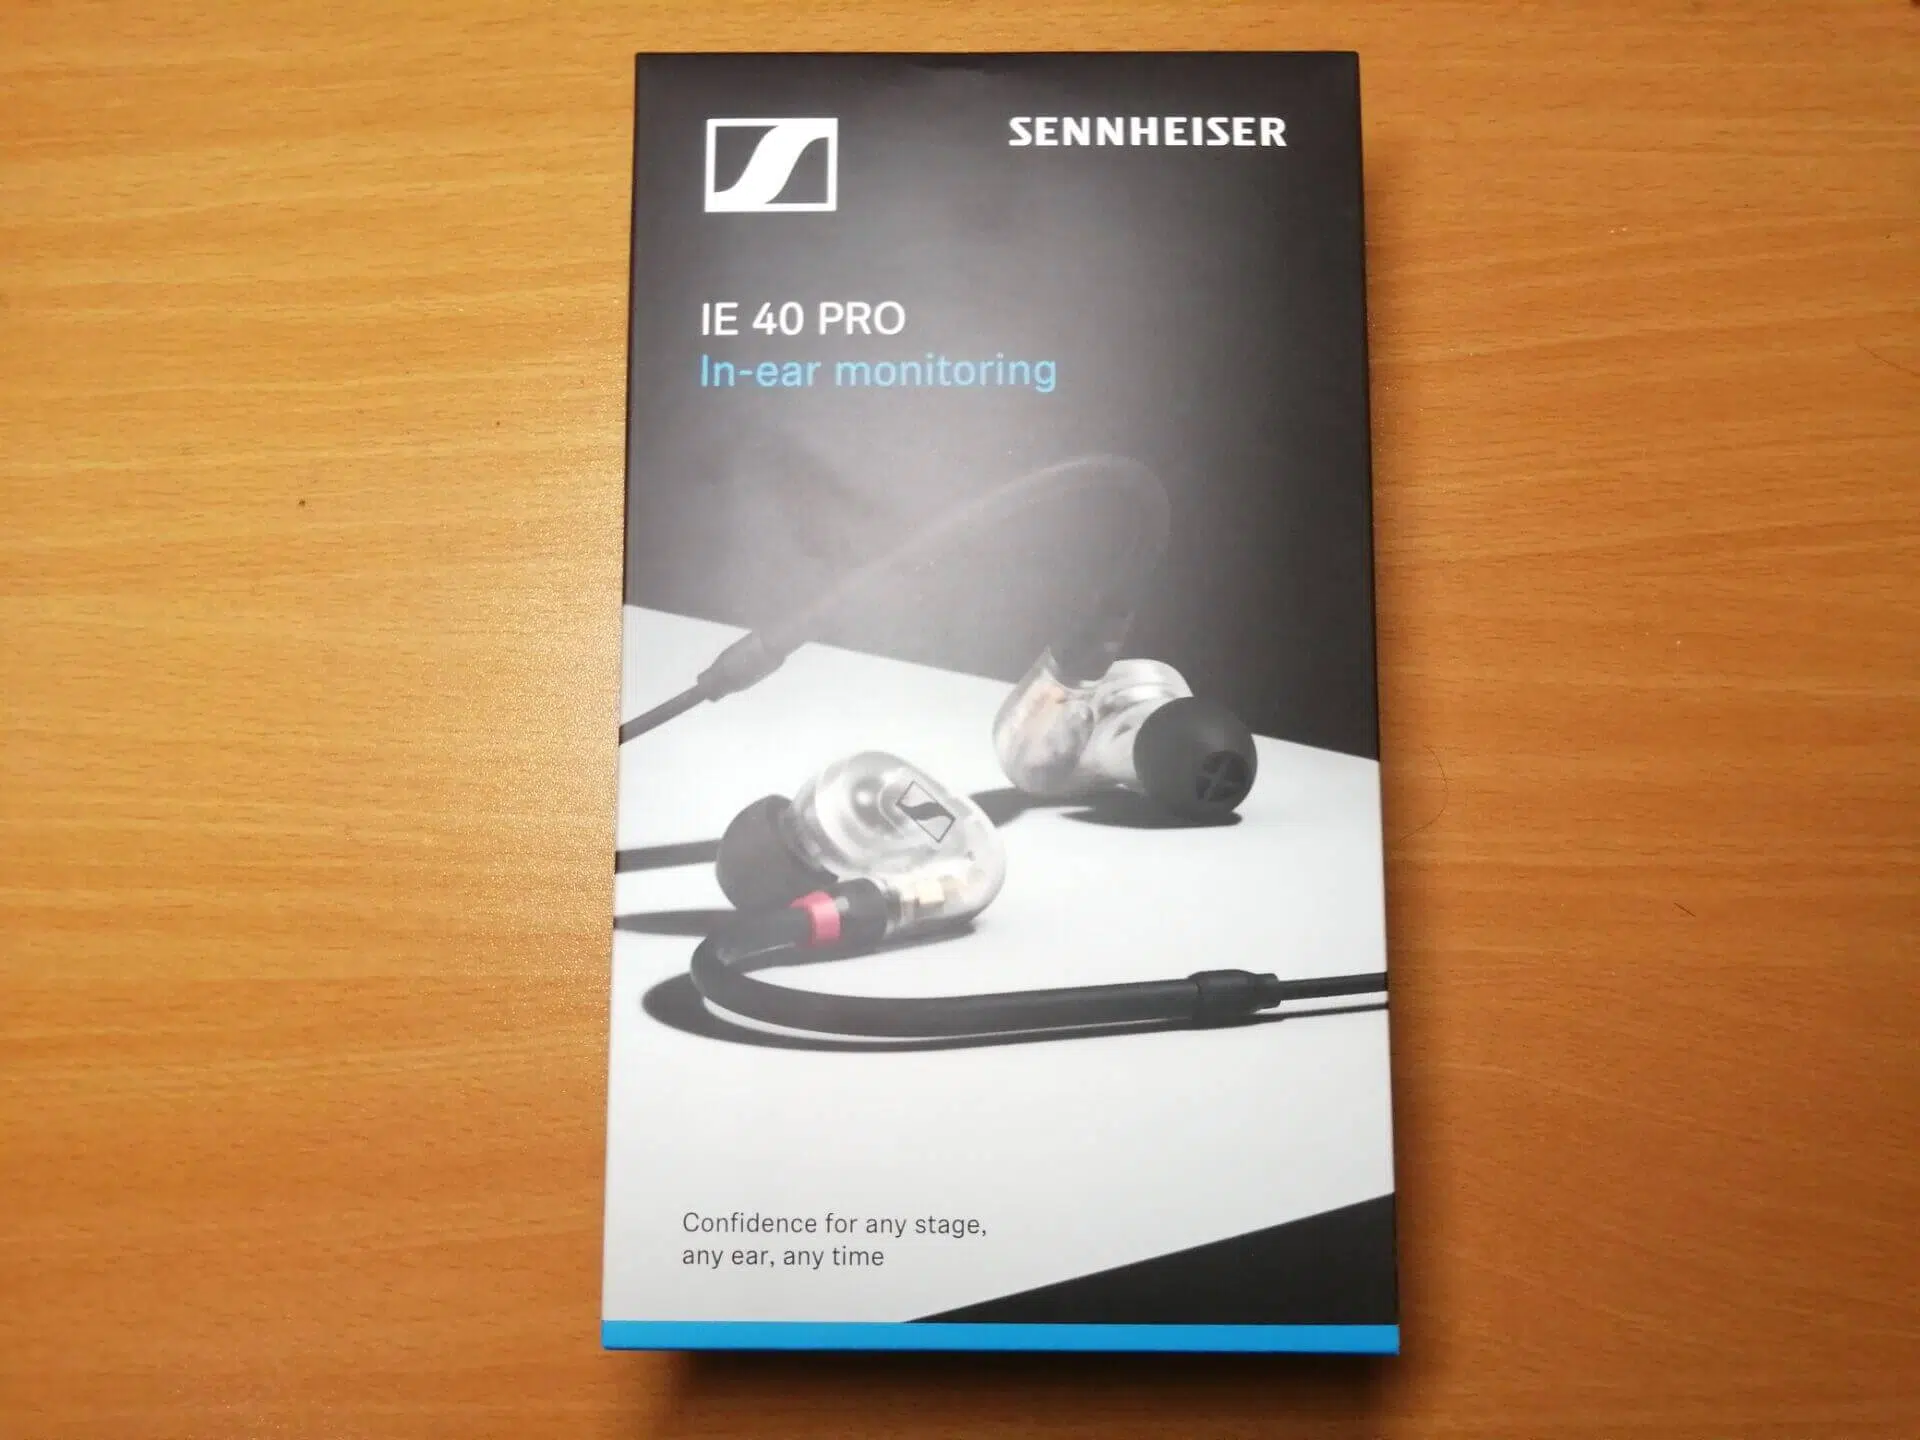 SENNHEISER
IE 40 PRO
In-ear monitoring
Confidence for any stage,
any ear, any time